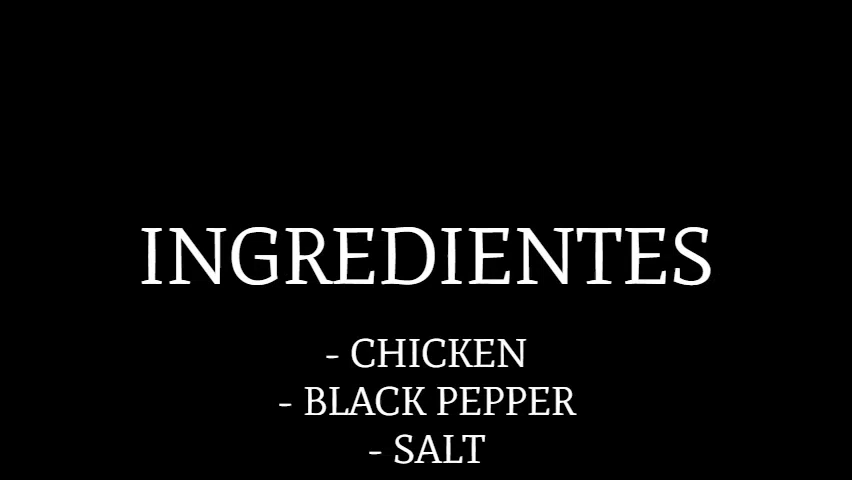 INGREDIENTES
- CHICKEN
- BLACK PEPPER
- SALT